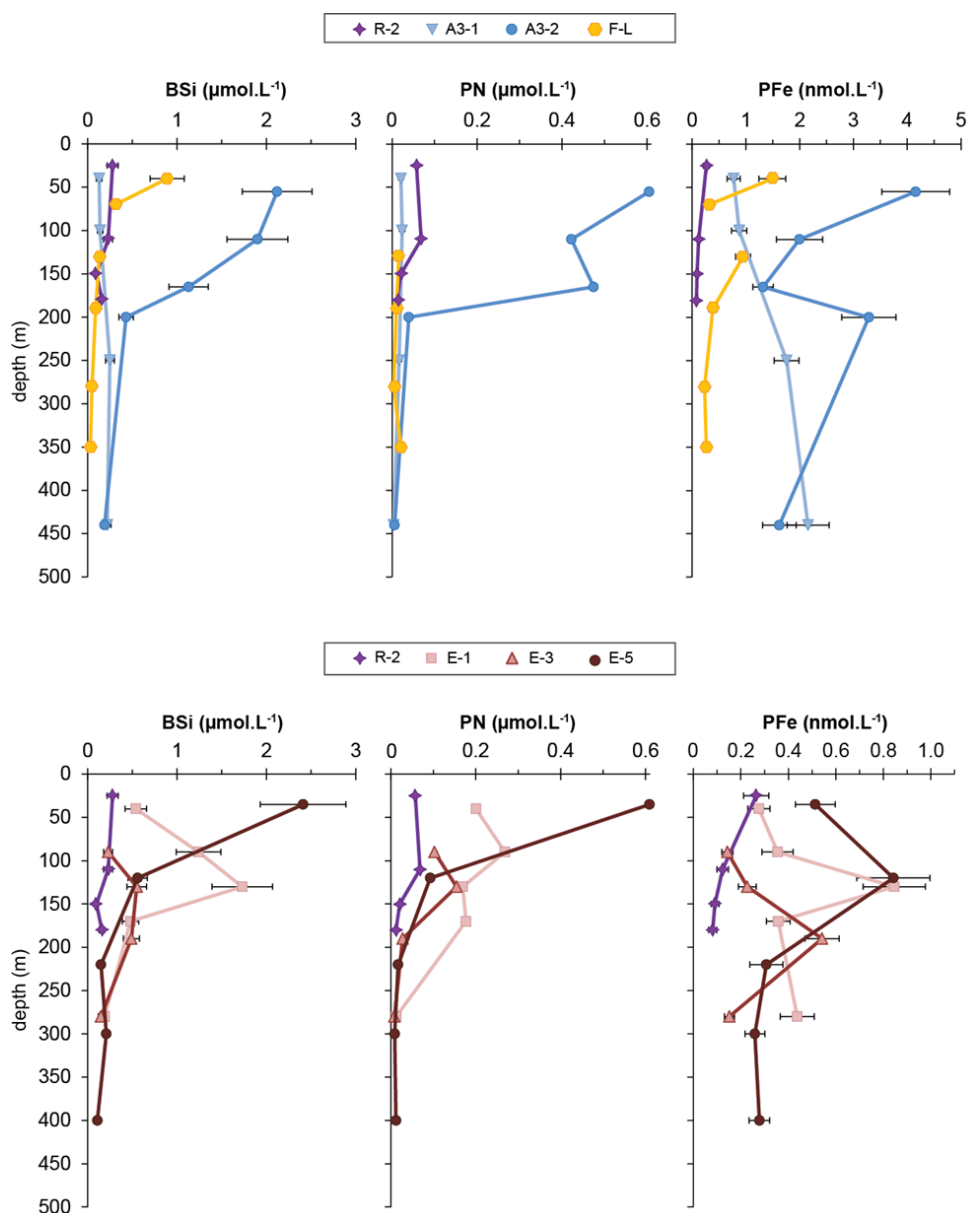 R-2 A3-1 A3-2 F-L
BSi (µmol.L⁻¹) PN (µmol.L⁻¹) PFe (nmol.L⁻¹)
0 1 2 3 0 0.2 0.4 0.6 0 1 2 3 4 5
0
50
100
150
200
250
300
350
400
450
500
depth (m)
R-2 E-1 E-3 E-5
BSi (µmol.L⁻¹) PN (µmol.L⁻¹) PFe (nmol.L⁻¹)
0 1 2 3 0 0.2 0.4 0.6 0.2 0.4 0.6 0.8 1.0
0
50
100
150
200
250
300
350
400
450
500
depth (m)